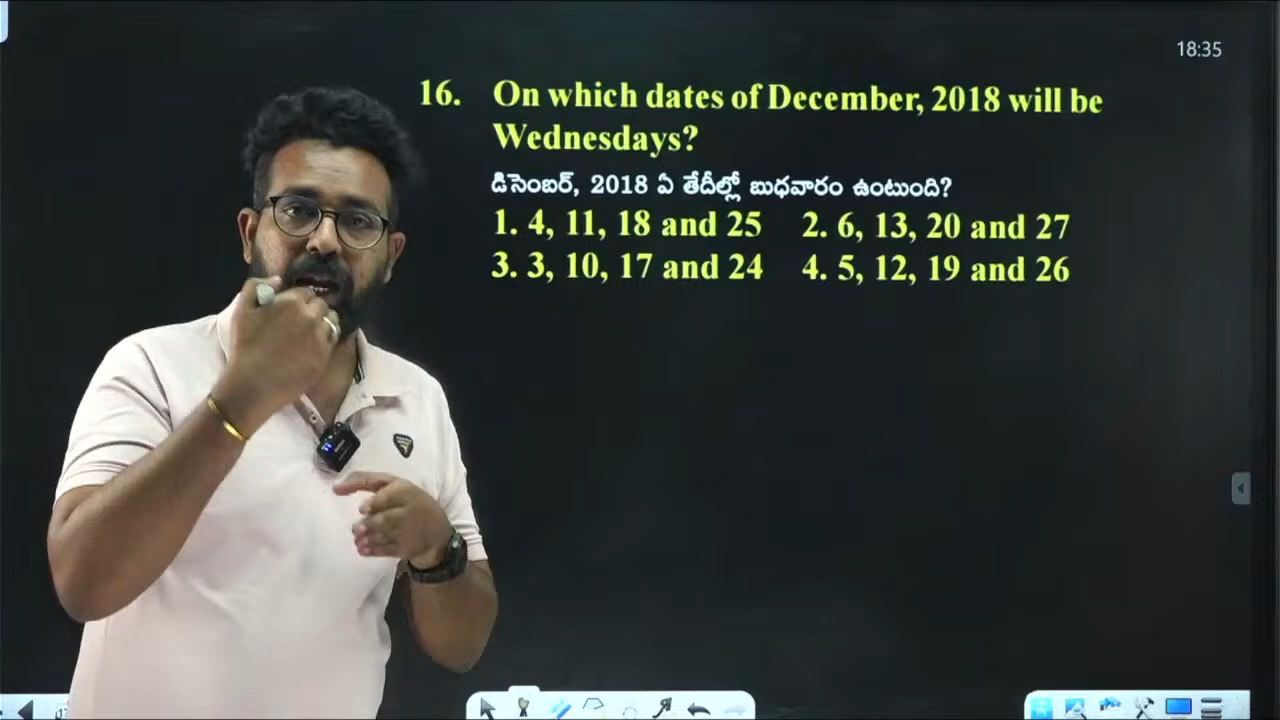 18:35
16. On which dates of December, 2018 will be
Wednesdays?
డిసెంబర్, 2018 ఏ తేదీల్లో బుధవారం ఉంటుంది?
1. 4, 11, 18 and 25 2. 6, 13, 20 and 27
3. 3, 10, 17 and 24 4. 5, 12, 19 and 26